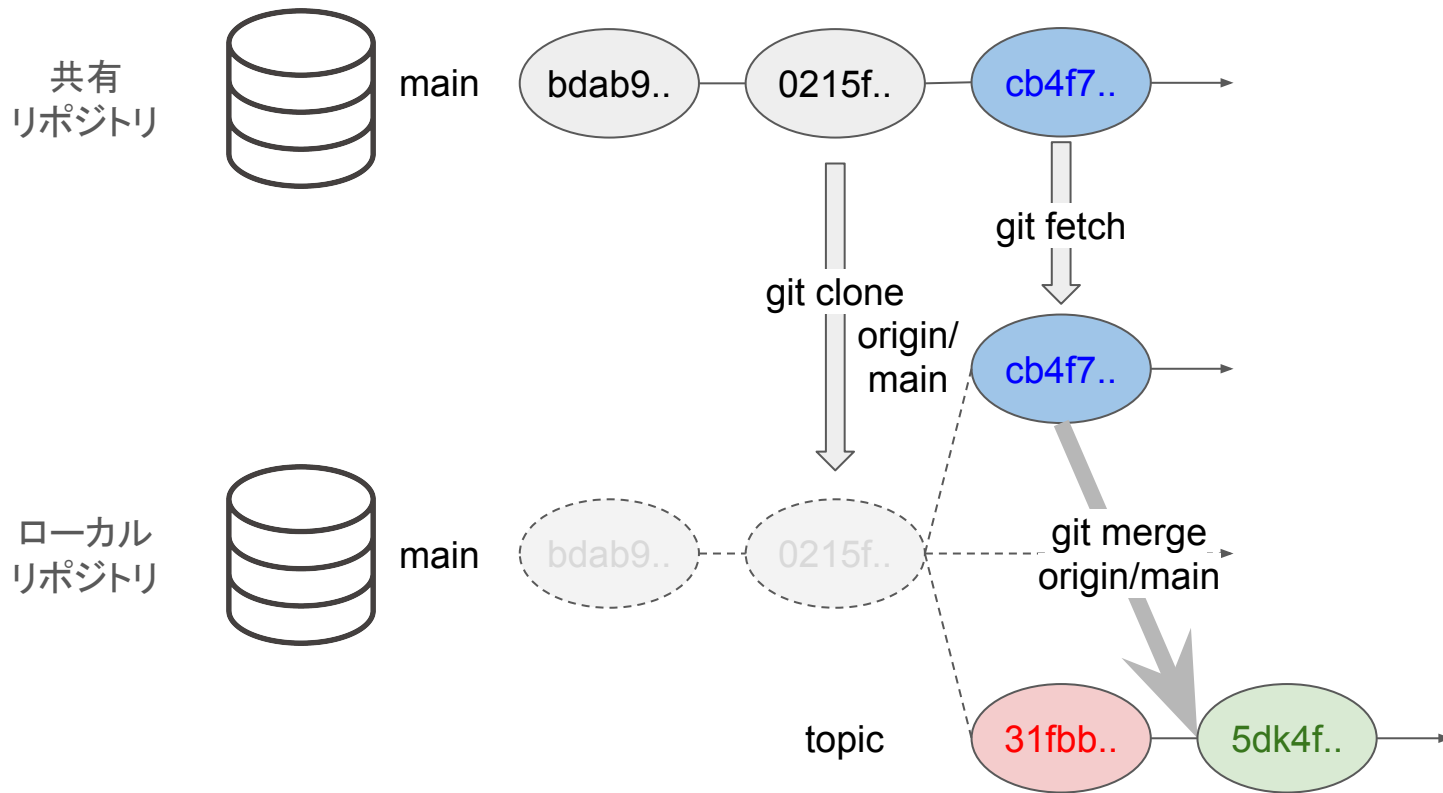 共有
リポジトリ
main
bdab9..
0215f..
cb4f7..
git fetch
git clone
origin/
main
cb4f7..
ローカル
リポジトリ
main
bdab9..
0215f..
git merge
origin/main
topic
31fbb..
5dk4f..